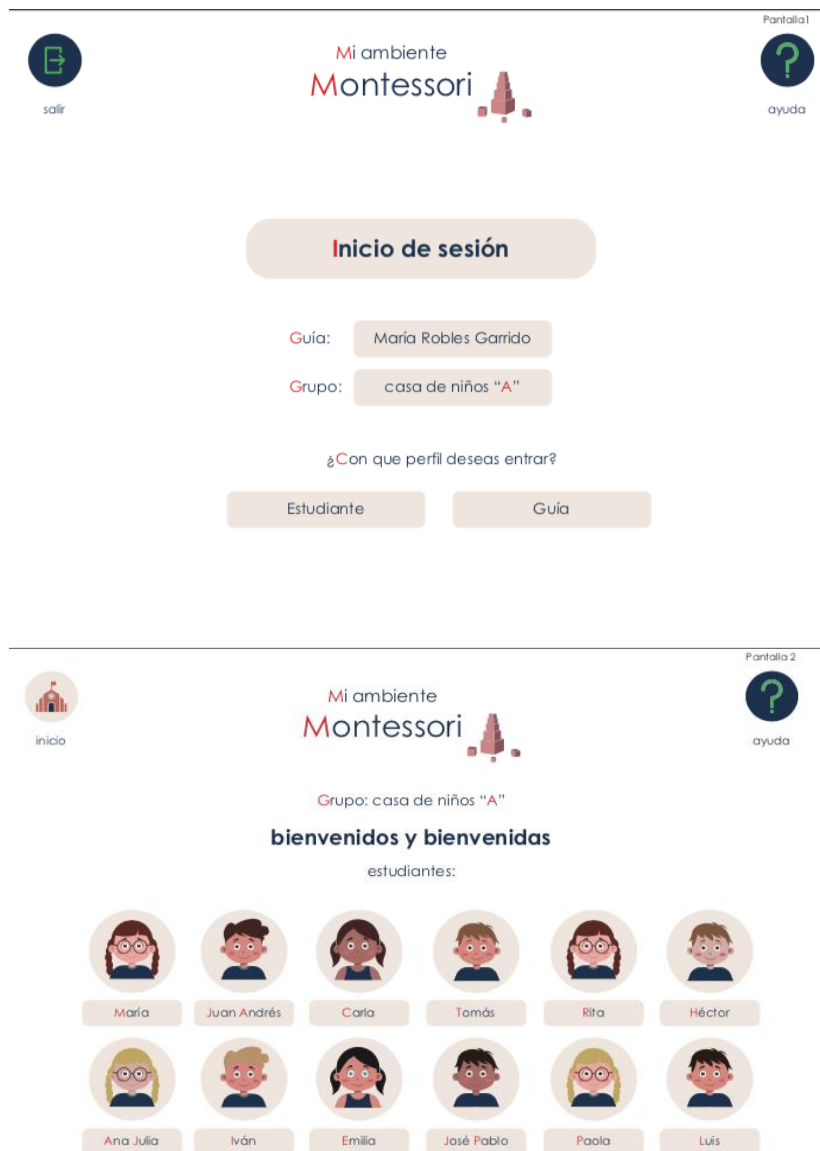 Pantalla1
salir
Mi ambiente
Montessori
ayuda
Inicio de sesión
Guía: María Robles Garrido
Grupo: casa de niños “A”
¿Con que perfil deseas entrar?
Estudiante Guía
Pantalla 2
inicio
Mi ambiente
Montessori
ayuda
Grupo: casa de niños “A”
bienvenidos y bienvenidas
estudiantes:
María Juan Andrés Carla Tomás Rita Héctor
Ana Julia Iván Emilia José Pablo Paola Luis